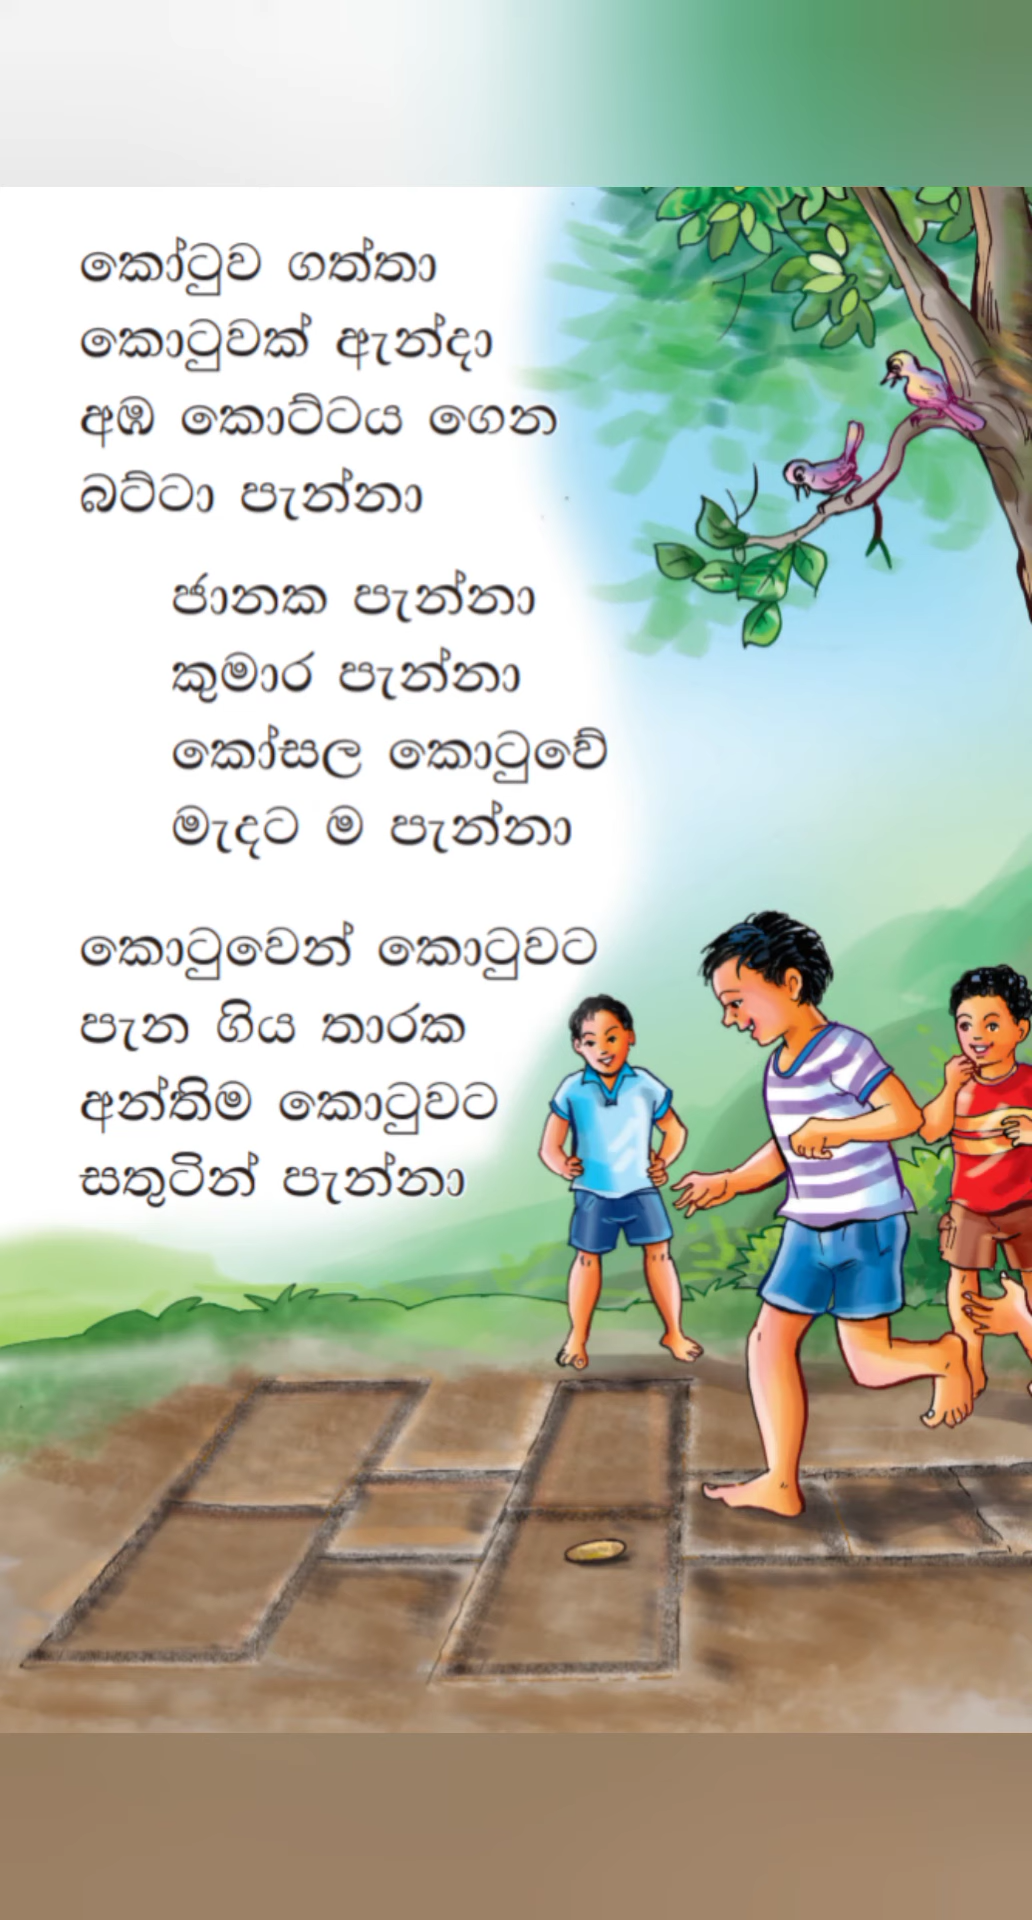 කෝටුව ගත්තා
කොටුවක් ඇන්දා
අඹ කොට්ටය ගෙන
බට්ටා පැන්නා
ජානක පැන්නා
කුමාර පැන්නා
කෝසල කොටුවේ
මැදට ම පැන්නා
කොටුවෙන් කොටුවට
පැන ගිය තාරක
අන්තිම කොටුවට
සතුටින් පැන්නා